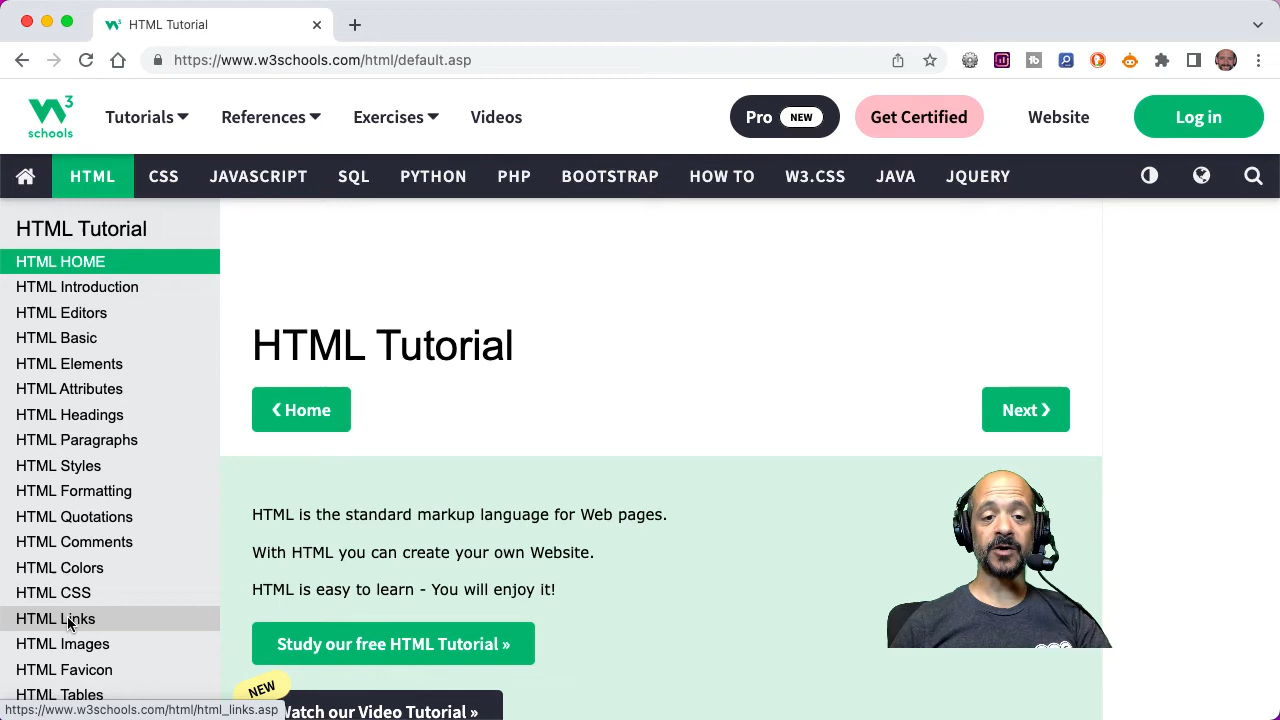 HTML Tutorial
https://www.w3schools.com/html/default.asp
W3 schools
Tutorials
References
Exercises
Videos
Pro NEW
Get Certified
Website
Log in
HTML
CSS
JAVASCRIPT
SQL
PYTHON
PHP
BOOTSTRAP
HOW TO
W3.CSS
JAVA
JQUERY
HTML Tutorial
HTML HOME
HTML Introduction
HTML Editors
HTML Basic
HTML Elements
HTML Attributes
HTML Headings
HTML Paragraphs
HTML Styles
HTML Formatting
HTML Quotations
HTML Comments
HTML Colors
HTML CSS
HTML Links
HTML Images
HTML Favicon
HTML Tables
https://www.w3schools.com/html/html_links.asp
HTML Tutorial
❮ Home
Next ❯
HTML is the standard markup language for Web pages.
With HTML you can create your own Website.
HTML is easy to learn - You will enjoy it!
Study our free HTML Tutorial »
NEW
Watch our Video Tutorial »